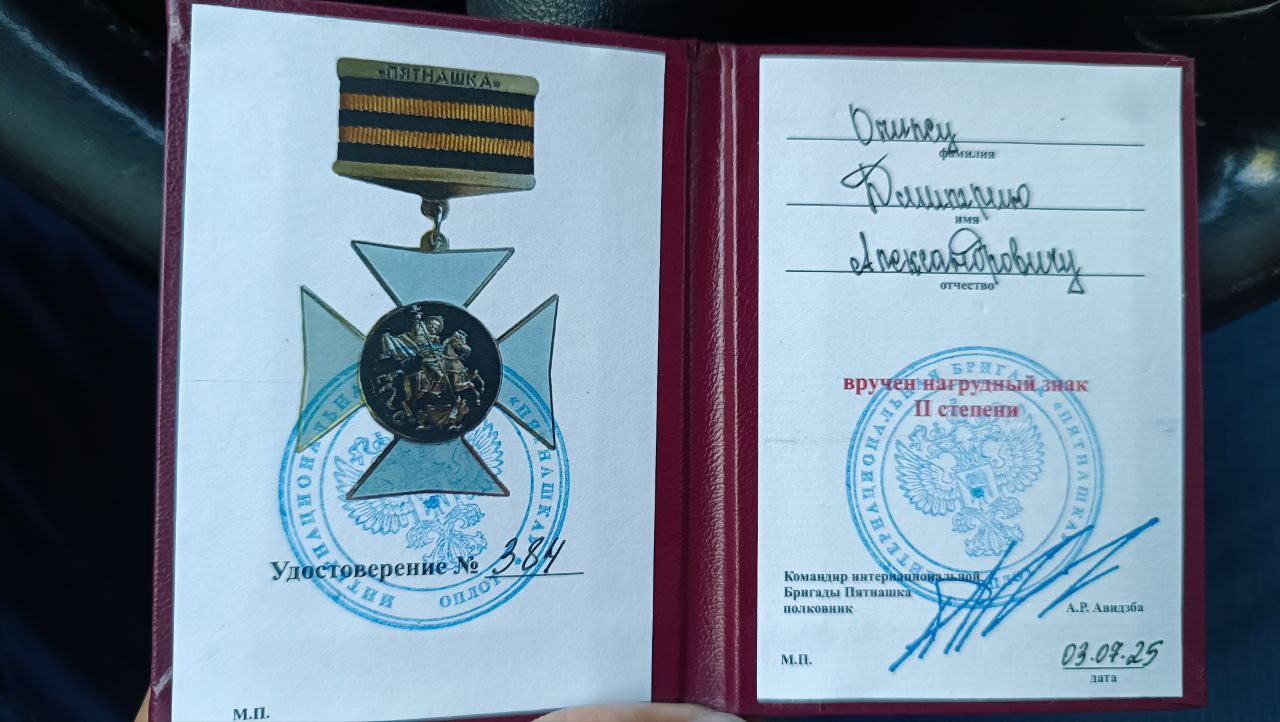 «ПЯТНАШКА»
Удостоверение № 384
М.П.
фамилия
Дмитрию
имя
Александровичу
отчество
вручен нагрудный знак
II степени
ИНТЕРНАЦИОНАЛЬНАЯ БРИГАДА «ПЯТНАШКА»
Командир интернациональной
Бригады Пятнашка
полковник
А.Р. Авидзба
М.П.
03.07.25
дата